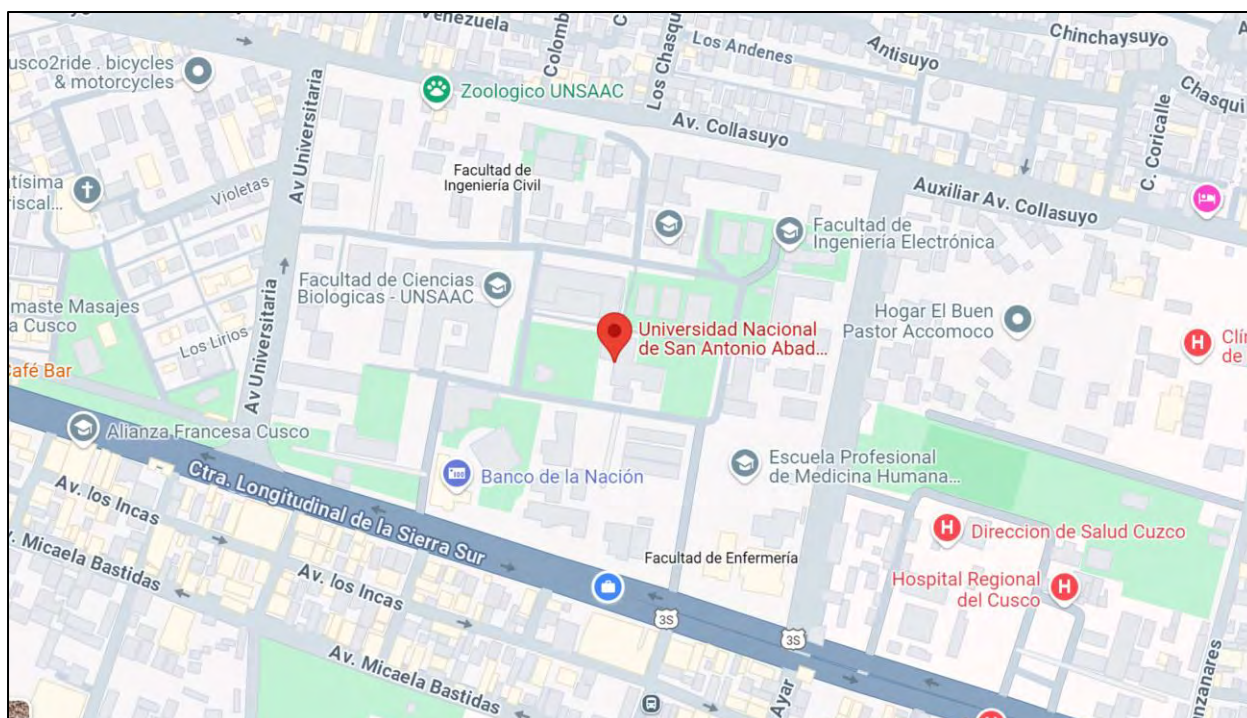 Venezuela
Colomb
Los Chasqu
Los Andenes
Antisuyo
Chinchaysuyo
Chasqui
C. Coricalle
usco2ride.. bicycles
& motorcycles
Zoologico UNSAAC
Av. Collasuyo
Auxiliar Av. Collasuyo
Av Universitaria
Facultad de
Ingeniería Civil
ntísima
riscal...
Violetas
Facultad de
Ingeniería Electrónica
Facultad de Ciencias
Biológicas - UNSAAC
maste Masajes
a Cusco
Los Lirios
Av Universitaria
Universidad Nacional
de San Antonio Abad...
Hogar El Buen
Pastor Accomoco
Clín
de
Café Bar
Alianza Francesa Cusco
Banco de la Nación
Escuela Profesional
de Medicina Humana...
Ctra. Longitudinal de la Sierra Sur
Av. los Incas
Direccion de Salud Cuzco
. Micaela Bastidas
Av. los Incas
Facultad de Enfermería
Hospital Regional
del Cusco
3S
3S
Av. Micaela Bastidas
Ayar
nzanares